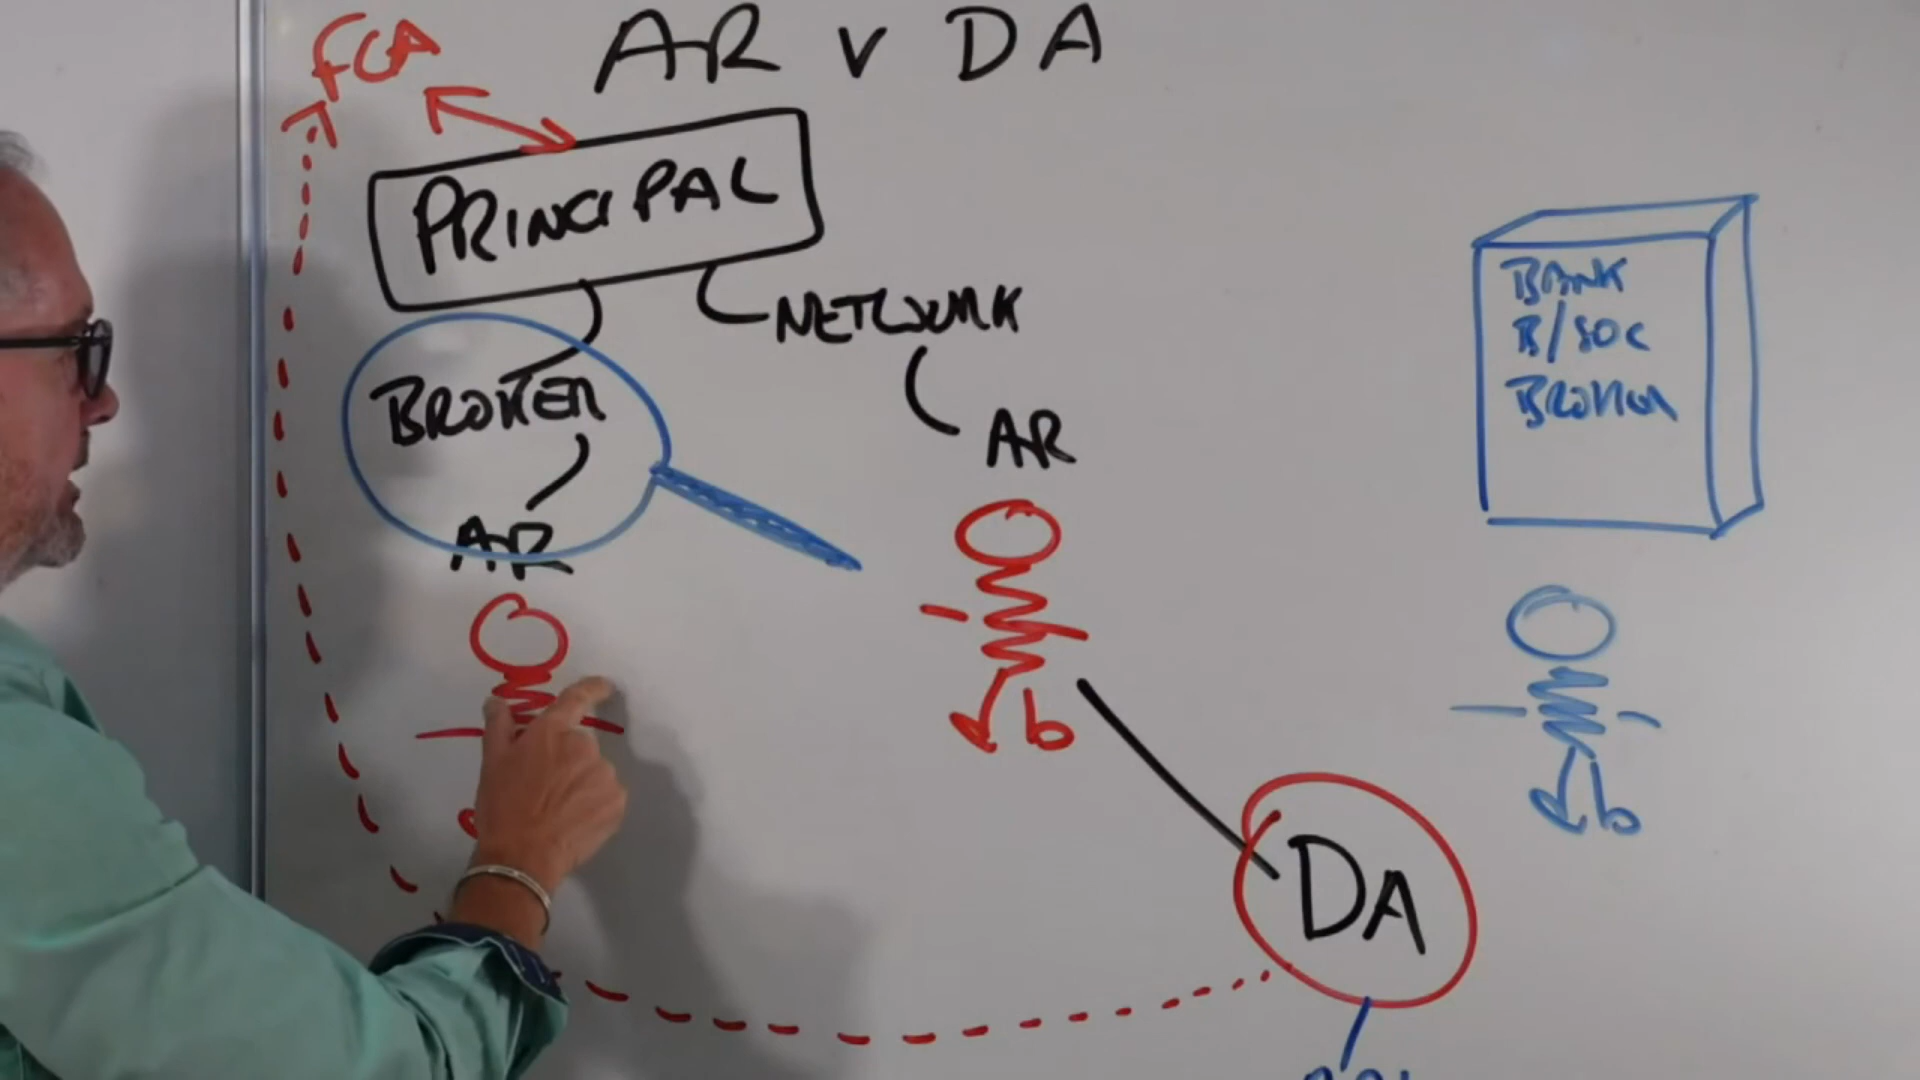 FCA
AR v DA
PRINCIPAL
NETWORK
BROKER
AR
AR
BANK
B/SOC
BROKER
DA